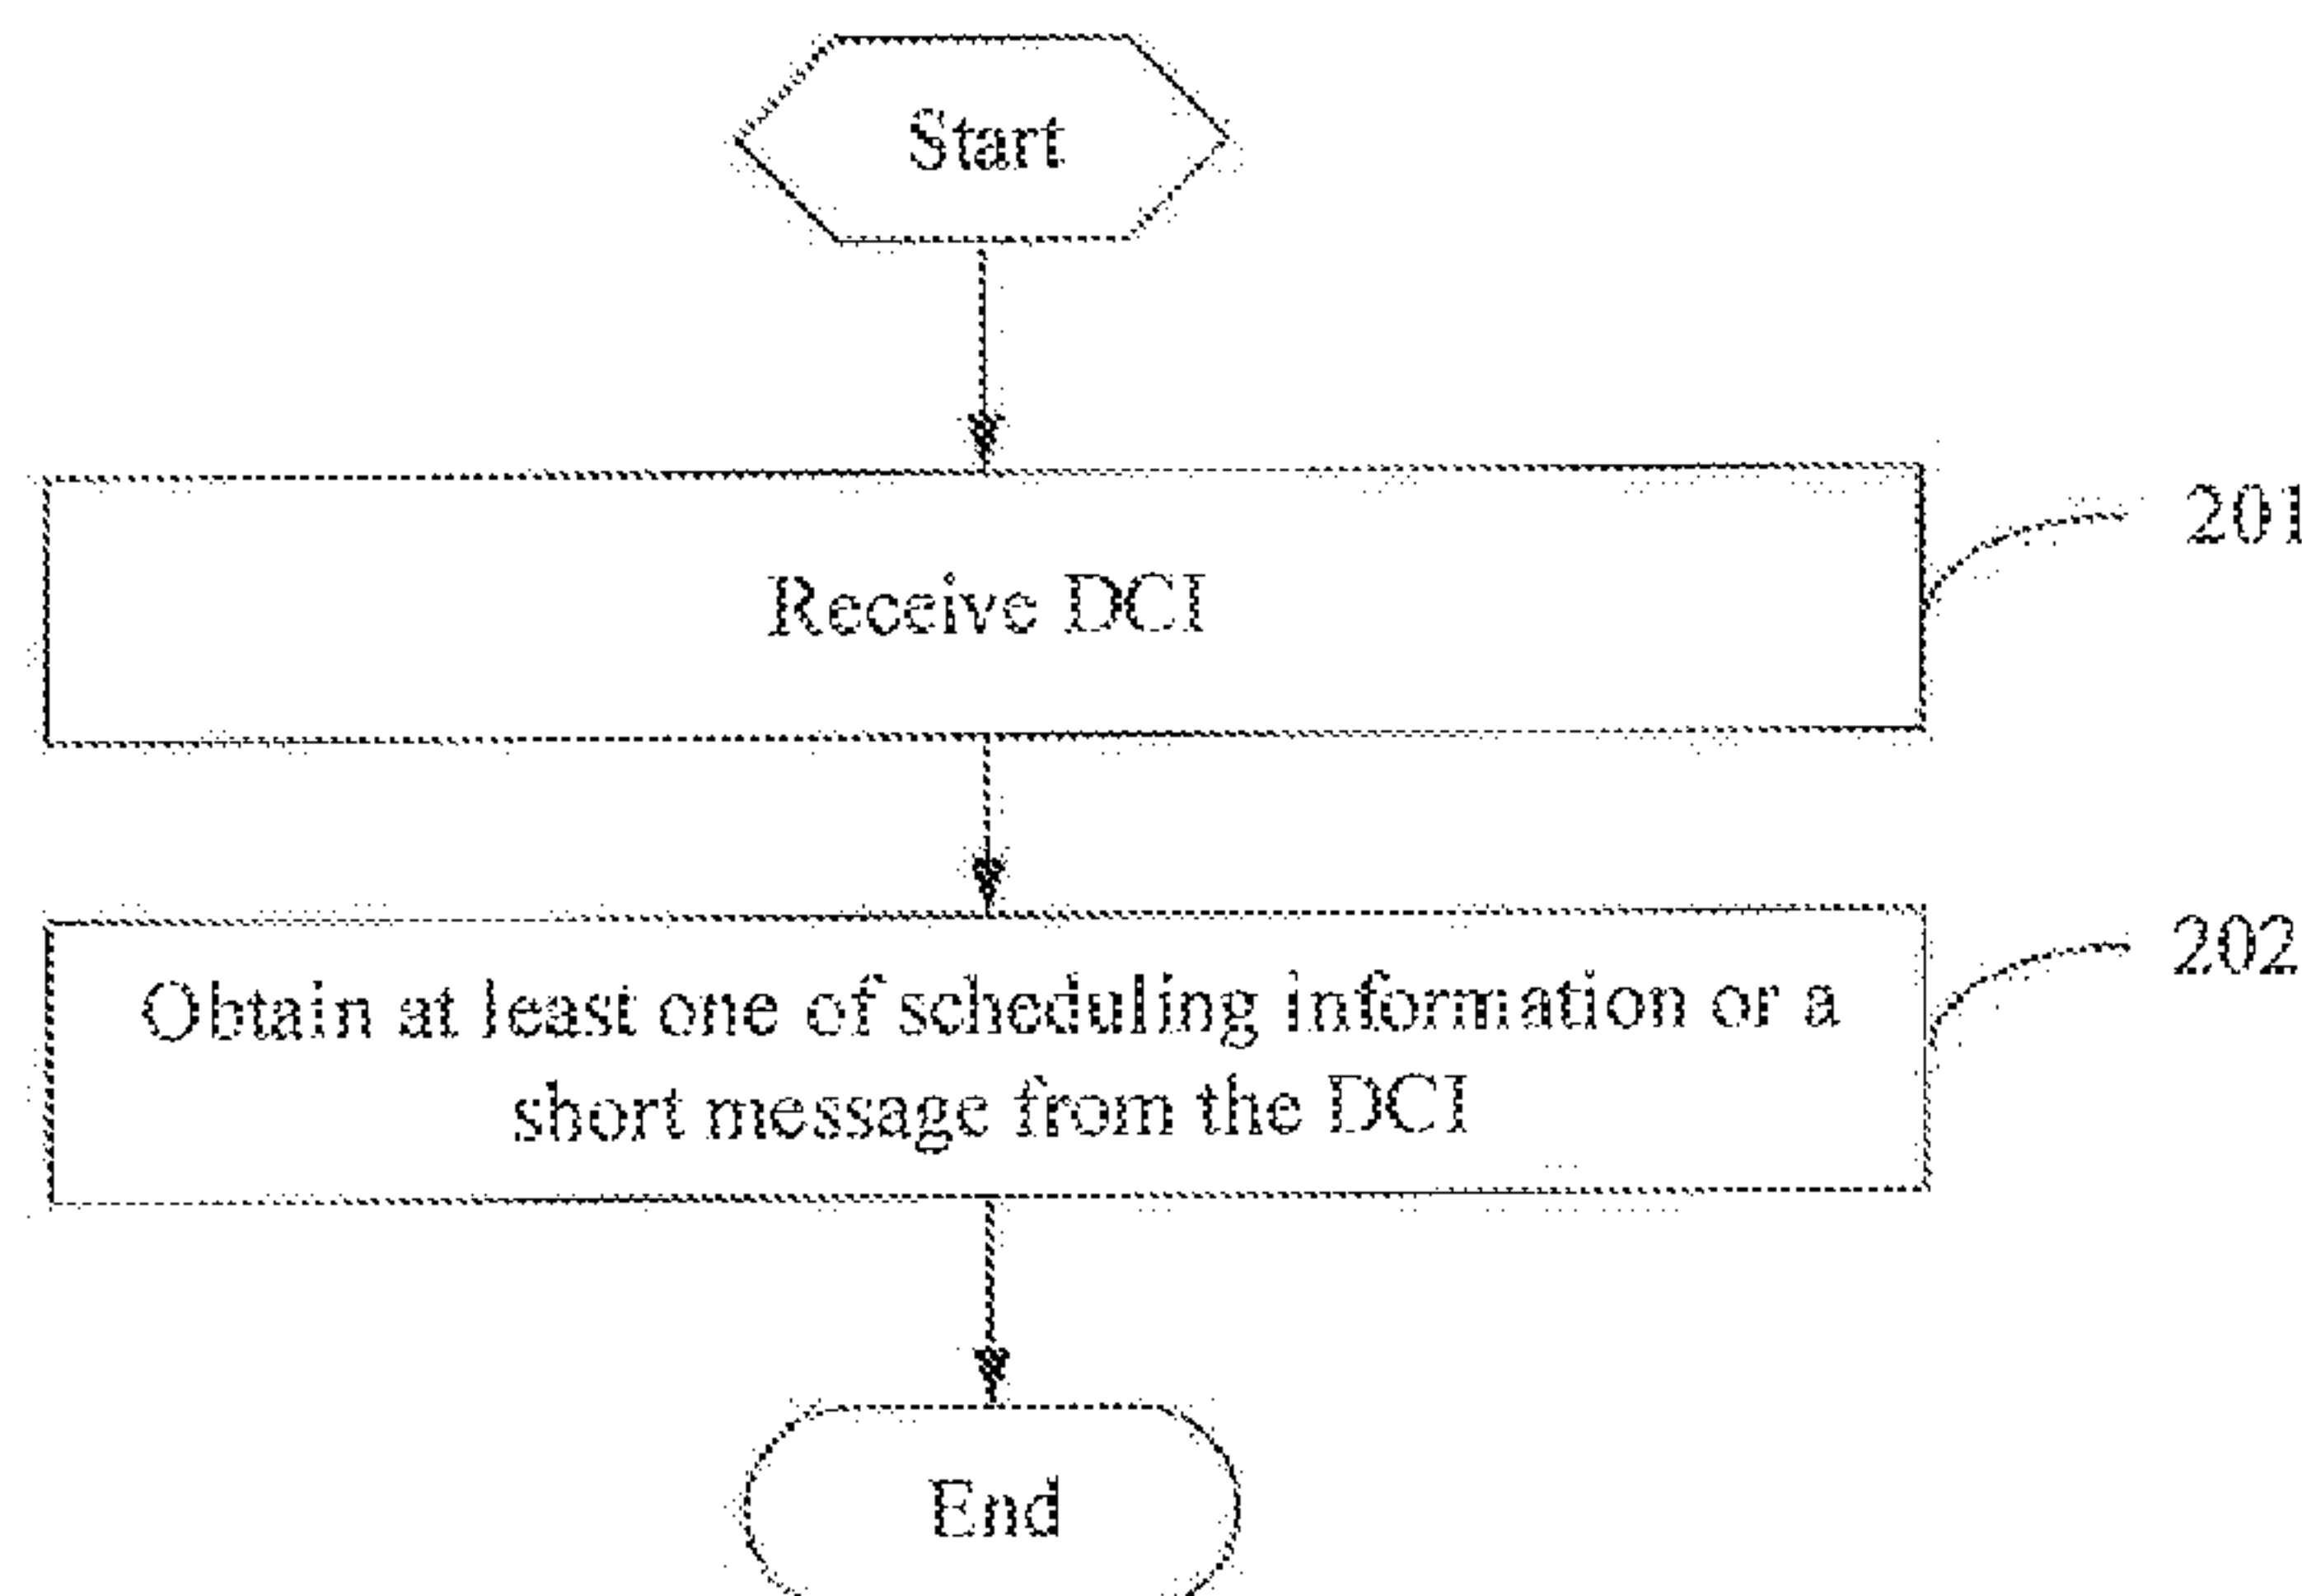 Start
Receive DCI
201
Obtain at least one of scheduling information or a
short message from the DCI
202
End